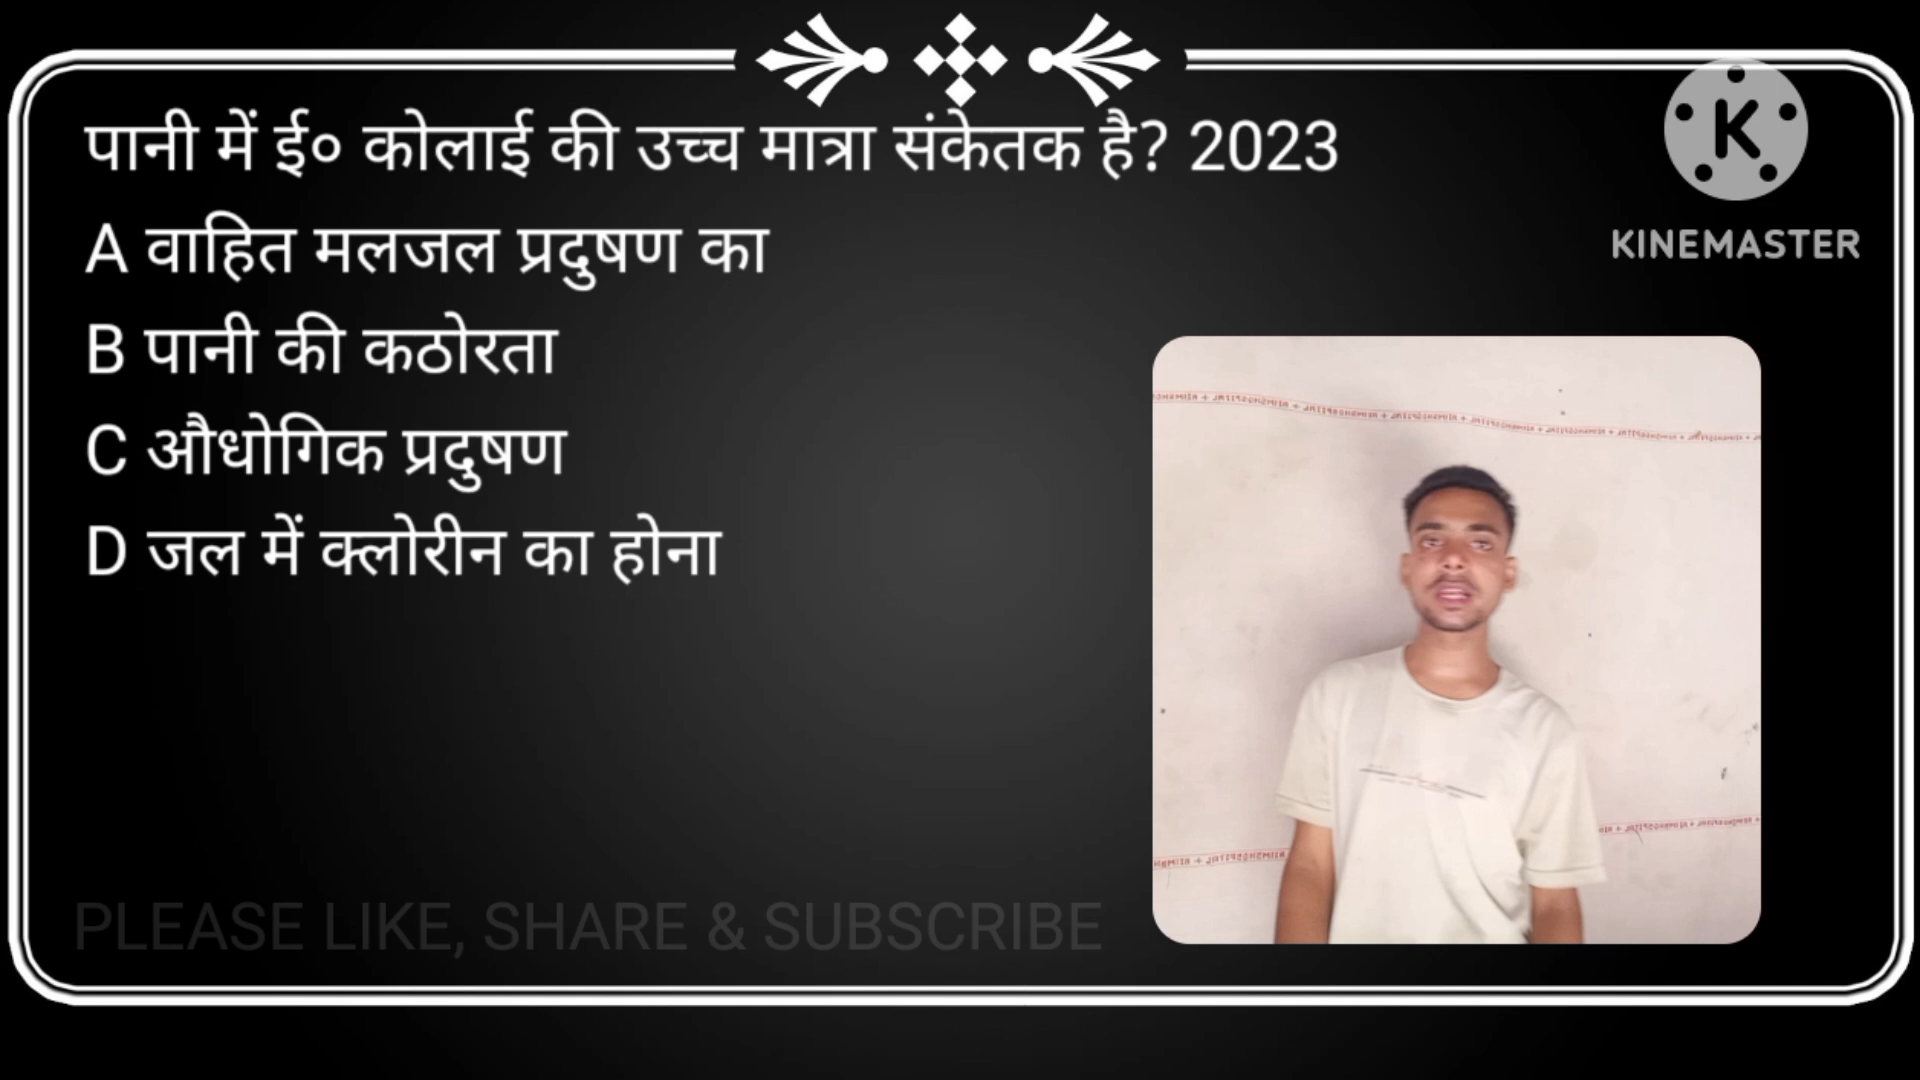 पानी में ई० कोलाई की उच्च मात्रा संकेतक है? 2023
A वाहित मलजल प्रदुषण का
B पानी की कठोरता
C औधोगिक प्रदुषण
D जल में क्लोरीन का होना
K
KINEMASTER
PLEASE LIKE, SHARE & SUBSCRIBE